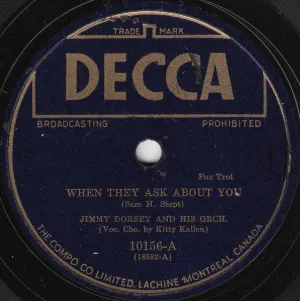 TRADE MARK
DECCA
BROADCASTING PROHIBITED
Fox Trot
WHEN THEY ASK ABOUT YOU
(Sam H. Stept)
JIMMY DORSEY AND HIS ORCH.
(Voc. Cho. by Kitty Kallen)
10156-A
(18582-A)
THE COMPO CO. LIMITED, LACHINE, MONTREAL CANADA